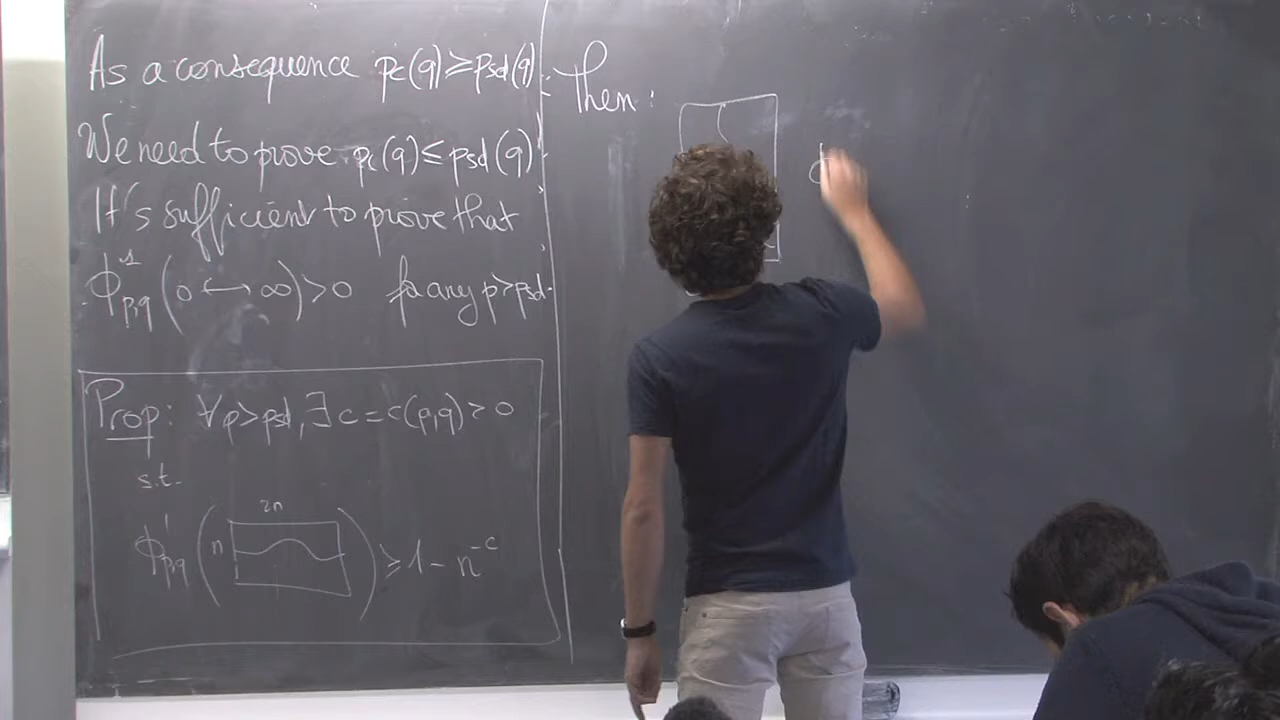 As a consequence pc(q) ≥ psd(q).
We need to prove pc(q) ≤ psd(q).
It's sufficient to prove that
ϕ¹p,q (0 ↔ ∞) > 0 for any p > psd.
Prop: ∀p > psd, ∃ c = c(p,q) > 0
s.t.
2n
ϕ¹p,q ( n ) ≥ 1 - n^-c
Then: